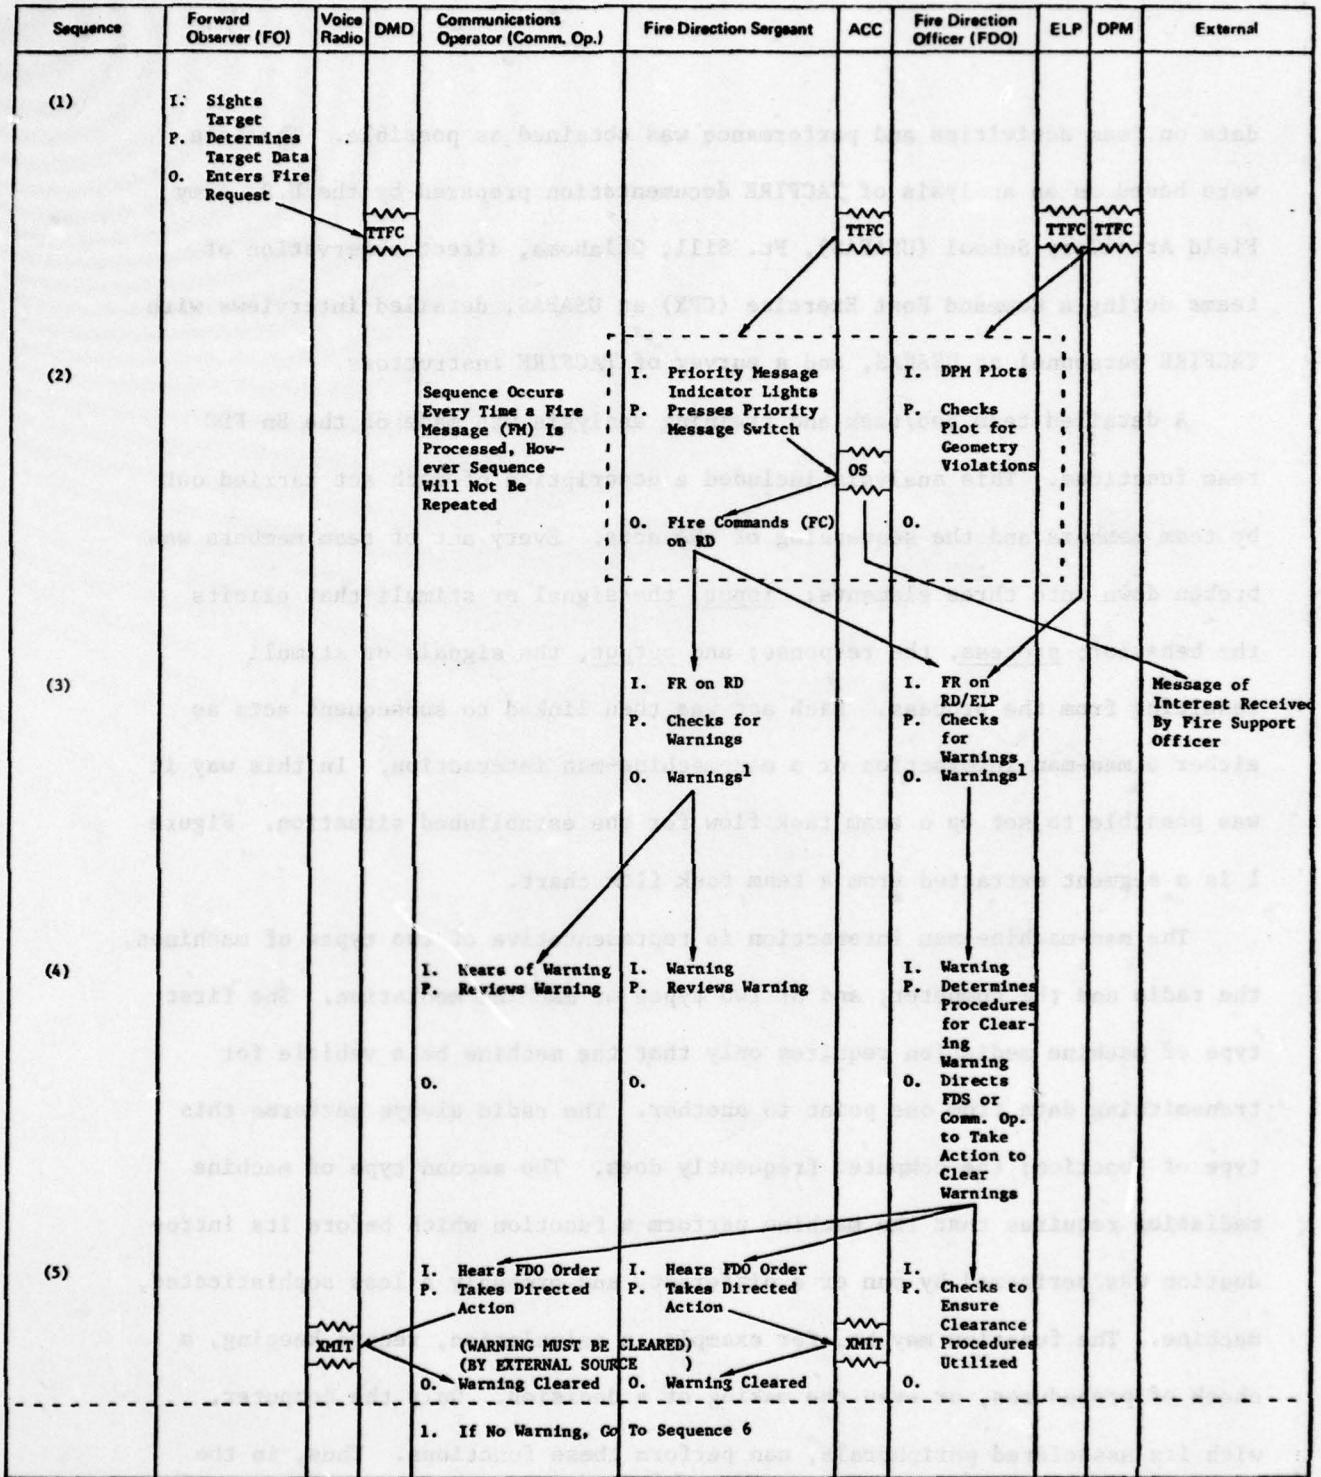 Sequence
Forward
Observer (FO)
Voice
Radio
DMD
Communications
Operator (Comm. Op.)
Fire Direction Sergeant
ACC
Fire Direction
Officer (FDO)
ELP
DPM
External
(1)
I. Sights
Target
P. Determines
Target Data
O. Enters Fire
Request
TTFC
TTFC
TTFC
TTFC
(2)
Sequence Occurs
Every Time a Fire
Message (FM) Is
Processed, How-
ever Sequence
Will Not Be
Repeated
I. Priority Message
Indicator Lights
P. Presses Priority
Message Switch
O. Fire Commands (FC)
on RD
OS
I. DPM Plots
P. Checks
Plot for
Geometry
Violations
O.
(3)
I. FR on RD
P. Checks for
Warnings
O. Warnings1
I. FR on
RD/ELP
P. Checks
for
Warnings
O. Warnings1
Message of
Interest Received
By Fire Support
Officer
(4)
I. Hears of Warning
P. Reviews Warning
O.
I. Warning
P. Reviews Warning
O.
I. Warning
P. Determines
Procedures
for Clear-
ing
Warning
O. Directs
FDS or
Comm. Op.
to Take
Action to
Clear
Warnings
(5)
XMIT
I. Hears FDO Order
P. Takes Directed
Action
(WARNING MUST BE CLEARED)
(BY EXTERNAL SOURCE )
O. Warning Cleared
I. Hears FDO Order
P. Takes Directed
Action
O. Warning Cleared
XMIT
I.
P. Checks to
Ensure
Clearance
Procedures
Utilized
O.
1. If No Warning, Go To Sequence 6